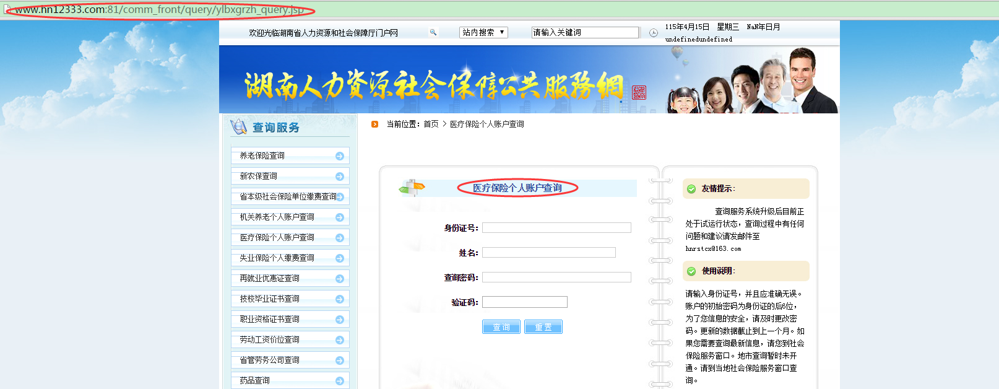 www.hn12333.com:81/comm_front/query/ylbxgrzh_query.jsp
欢迎光临湖南省人力资源和社会保障厅门户网
站内搜索 ▼
请输入关键词
115年4月15日 星期三 NaN年日月
undefinedundefined
湖南人力资源社会保障公共服務網
查询服务
养老保险查询
新农保查询
省本级社会保险单位缴费查询
机关养老个人账户查询
医疗保险个人账户查询
失业保险个人缴费查询
再就业优惠证查询
技校毕业证书查询
职业资格证书查询
劳动工资价位查询
省管劳务公司查询
药品查询
当前位置：首页 > 医疗保险个人账户查询
医疗保险个人账户查询
身份证号：
姓名：
查询密码：
验证码：
查询 重置
友情提示：
查询服务系统升级后目前正
处于试运行状态，查询过程中有任何
问题和建议请发邮件至
hnrstcx@163.com
使用说明：
请输入身份证号，并且应准确无误。
账户的初始密码为身份证的后6位，
为了您信息的安全，请及时更改密
码。更新的数据截止到上一个月。如
果您需要查询最新信息，请您到社会
保险服务窗口。地市查询暂时未开
通。请到当地社会保险服务窗口查
询。